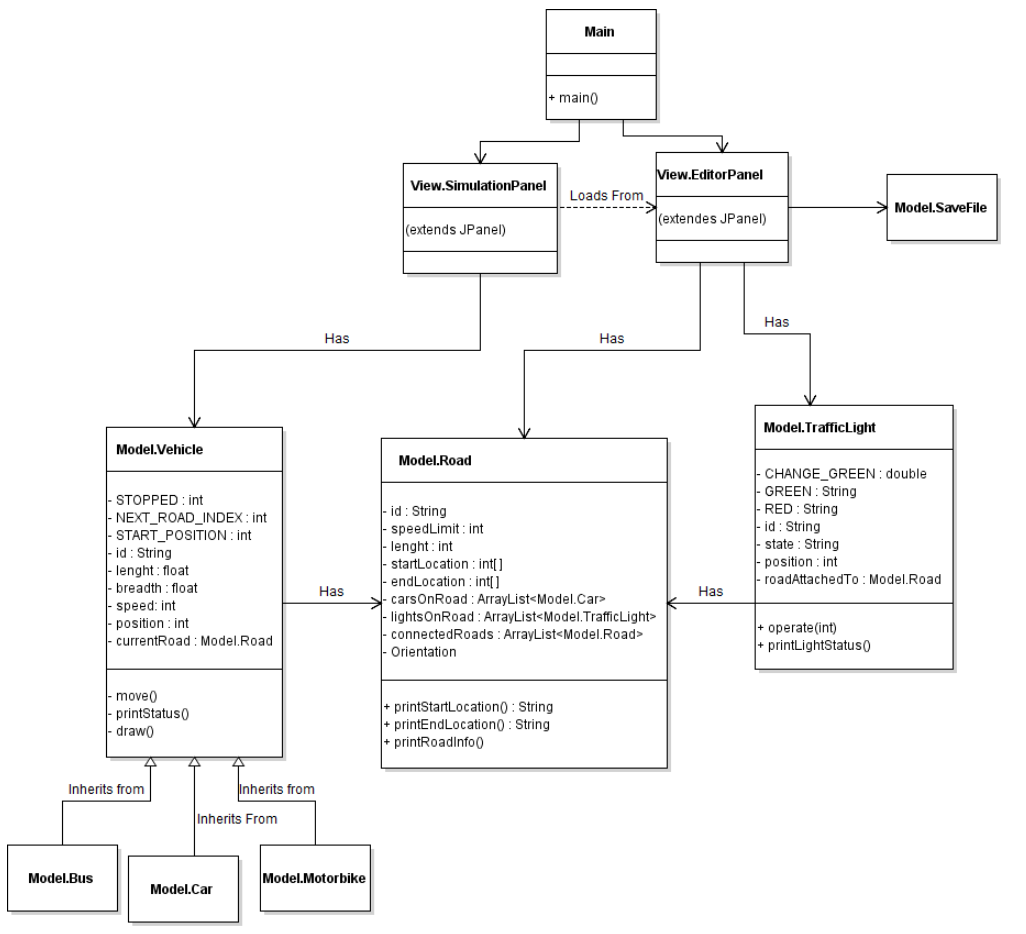 Main
+ main()
View.SimulationPanel
(extends JPanel)
Loads From
View.EditorPanel
(extendes JPanel)
Model.SaveFile
Has
Has
Has
Model.Vehicle
- STOPPED : int
- NEXT_ROAD_INDEX : int
- START_POSITION : int
- id : String
- lenght : float
- breadth : float
- speed: int
- position : int
- currentRoad : Model.Road
- move()
- printStatus()
- draw()
Has
Model.Road
- id : String
- speedLimit : int
- lenght : int
- startLocation : int[ ]
- endLocation : int[ ]
- carsOnRoad : ArrayList<Model.Car>
- lightsOnRoad : ArrayList<Model.TrafficLight>
- connectedRoads : ArrayList<Model.Road>
- Orientation
+ printStartLocation() : String
+ printEndLocation() : String
+ printRoadInfo()
Has
Model.TrafficLight
- CHANGE_GREEN : double
- GREEN : String
- RED : String
- id : String
- state : String
- position : int
- roadAttachedTo : Model.Road
+ operate(int)
+ printLightStatus()
Inherits from
Inherits From
Inherits from
Model.Bus
Model.Car
Model.Motorbike